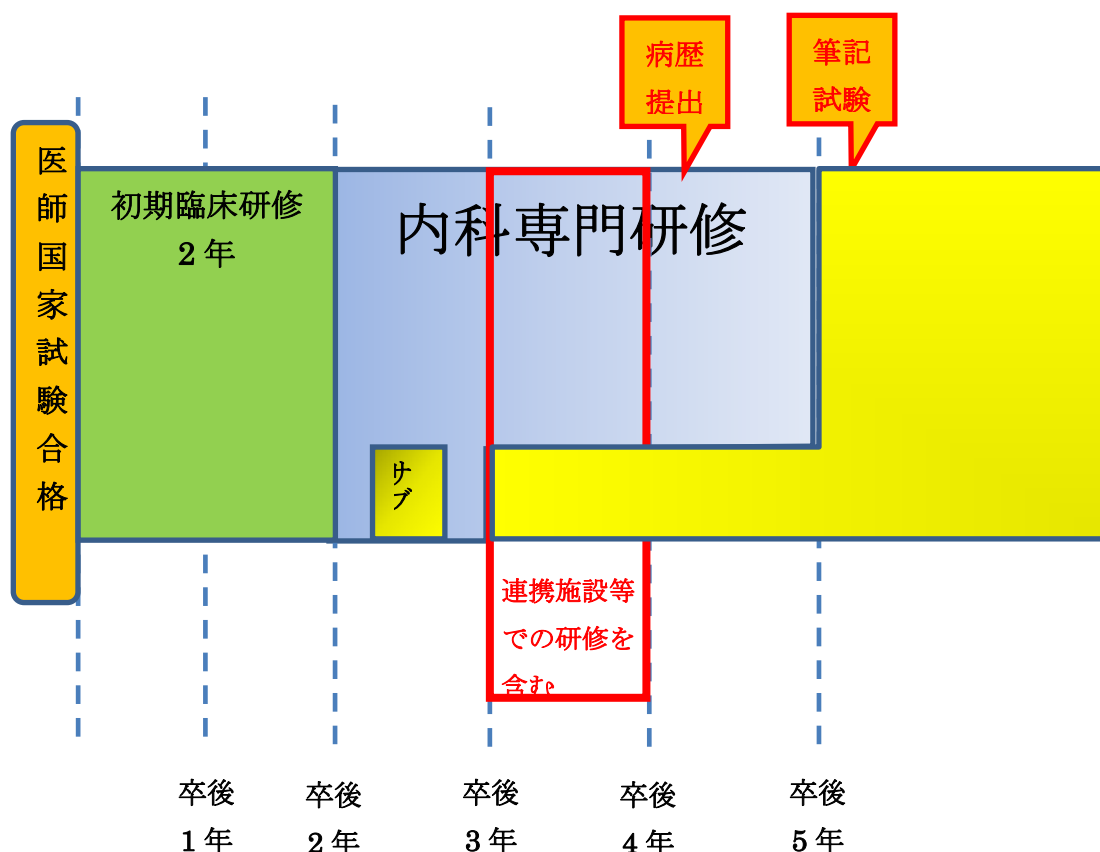 病歴
提出
筆記
試験
医師国家試験合格
初期臨床研修
2 年
内科専門研修
サブ
連携施設等
での研修を
含む
卒後
1 年
卒後
2 年
卒後
3 年
卒後
4 年
卒後
5 年